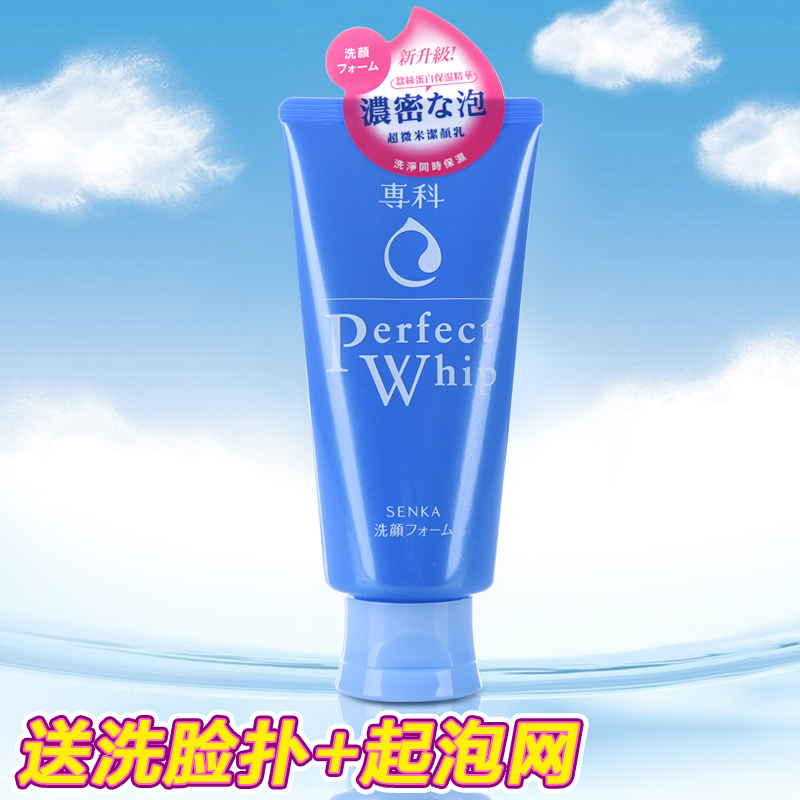 洗顔
フォーム
新升級!
蠶絲蛋白保濕精華
濃密な泡
超微米潔顏乳
洗淨同時保濕
専科
Perfect
Whip
SENKA
洗顔フォーム
送洗脸扑+起泡网